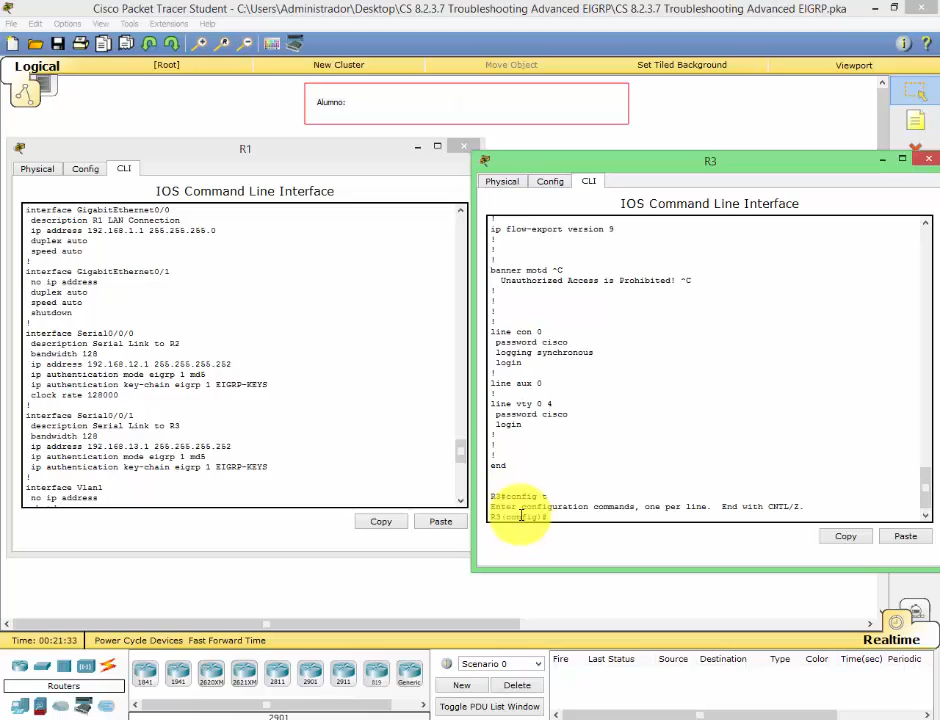 Cisco Packet Tracer Student - C:\Users\Administrador\Desktop\CS 8.2.3.7 Troubleshooting Advanced EIGRP\CS 8.2.3.7 Troubleshooting Advanced EIGRP.pka
File Edit Options View Tools Extensions Help
Logical [Root] New Cluster Move Object Set Tiled Background Viewport
Alumno:
R1
Physical Config CLI
IOS Command Line Interface
interface GigabitEthernet0/0
description R1 LAN Connection
ip address 192.168.1.1 255.255.255.0
duplex auto
speed auto
!
interface GigabitEthernet0/1
no ip address
duplex auto
speed auto
shutdown
!
interface Serial0/0/0
description Serial Link to R2
bandwidth 128
ip address 192.168.12.1 255.255.255.252
ip authentication mode eigrp 1 md5
ip authentication key-chain eigrp 1 EIGRP-KEYS
clock rate 128000
!
interface Serial0/0/1
description Serial Link to R3
bandwidth 128
ip address 192.168.13.1 255.255.255.252
ip authentication mode eigrp 1 md5
ip authentication key-chain eigrp 1 EIGRP-KEYS
!
interface Vlan1
no ip address
Copy Paste
R3
Physical Config CLI
IOS Command Line Interface
!
ip flow-export version 9
!
!
!
banner motd ^C
Unauthorized Access is Prohibited! ^C
!
!
!
!
line con 0
password cisco
logging synchronous
login
!
line aux 0
!
line vty 0 4
password cisco
login
!
!
!
end
R3#config t
Enter configuration commands, one per line. End with CNTL/Z.
R3(config)#
Copy Paste
Time: 00:21:33 Power Cycle Devices Fast Forward Time
Realtime
Routers
1841 1941 2620XM 2621XM 2811 2901 2911 819 Generic
2901
Scenario 0
New Delete
Toggle PDU List Window
Fire Last Status Source Destination Type Color Time(sec) Periodic